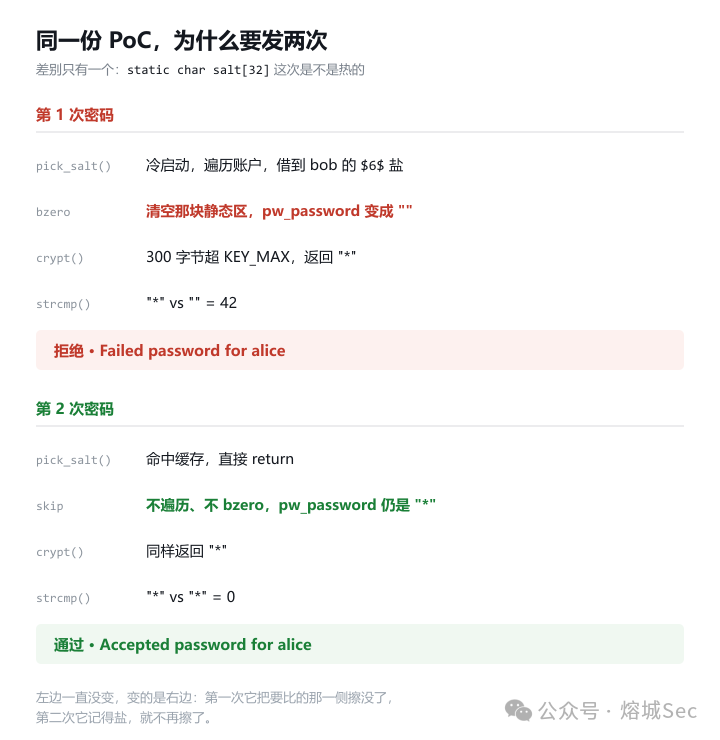 同一份 PoC，为什么要发两次
差别只有一个：static char salt[32] 这次是不是热的
第 1 次密码
pick_salt() 冷启动，遍历账户，借到 bob 的 $6$ 盐
bzero 清空那块静态区，pw_password 变成 ""
crypt() 300 字节超 KEY_MAX，返回 "*"
strcmp() "*" vs "" = 42
拒绝 • Failed password for alice
第 2 次密码
pick_salt() 命中缓存，直接 return
skip 不遍历、不 bzero，pw_password 仍是 "*"
crypt() 同样返回 "*"
strcmp() "*" vs "*" = 0
通过 • Accepted password for alice
左边一直没变，变的是右边：第一次它把要比的那一侧擦没了，
第二次它记得盐，就不再擦了。
公众号 · 熔城Sec